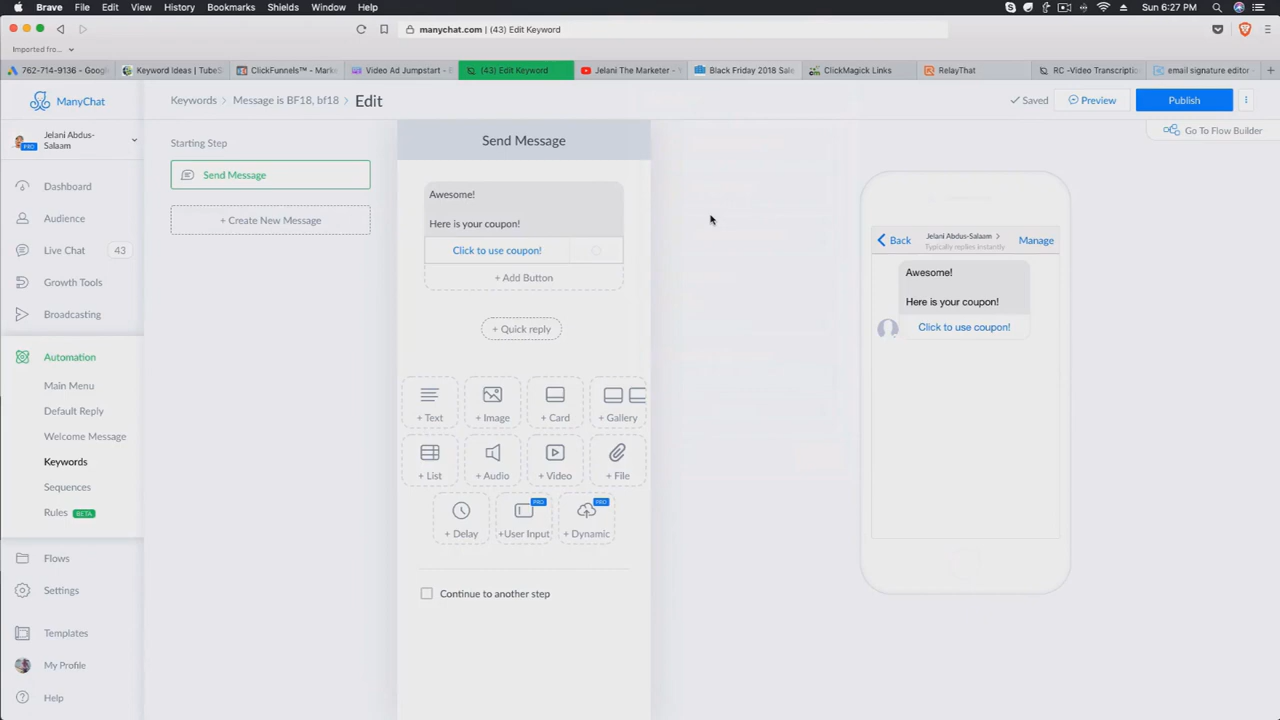 Brave File Edit View History Bookmarks Shields Window Help
Sun 6:27 PM
manychat.com | (43) Edit Keyword
Imported from...
762-714-9136 - Googl
Keyword Ideas | TubeS
ClickFunnels™ - Marke
Video Ad Jumpstart - E
(43) Edit Keyword
Jelani The Marketer -
Black Friday 2018 Sale
ClickMagick Links
RelayThat
RC -Video Transcriptio
email signature editor -
ManyChat
Keywords > Message is BF18, bf18 > Edit
Saved
Preview
Publish
Go To Flow Builder
Jelani Abdus-
Salaam
PRO
Dashboard
Audience
Live Chat 43
Growth Tools
Broadcasting
Automation
Main Menu
Default Reply
Welcome Message
Keywords
Sequences
Rules BETA
Flows
Settings
Templates
My Profile
Help
Starting Step
Send Message
+ Create New Message
Send Message
Awesome!
Here is your coupon!
Click to use coupon!
+ Add Button
+ Quick reply
+ Text
+ Image
+ Card
+ Gallery
+ List
+ Audio
+ Video
+ File
+ Delay
PRO
+User Input
PRO
+ Dynamic
Continue to another step
Back
Jelani Abdus-Salaam >
Typically replies instantly
Manage
Awesome!
Here is your coupon!
Click to use coupon!